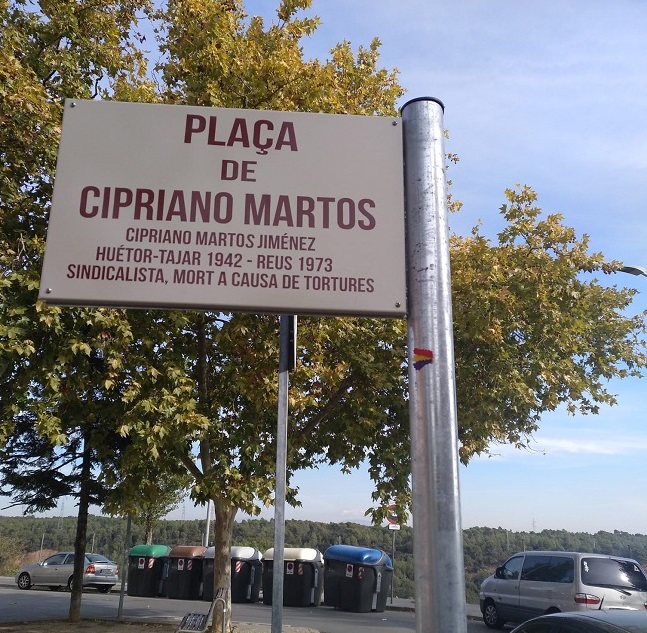 PLAÇA
DE
CIPRIANO MARTOS
CIPRIANO MARTOS JIMÉNEZ
HUÉTOR-TAJAR 1942 - REUS 1973
SINDICALISTA, MORT A CAUSA DE TORTURES